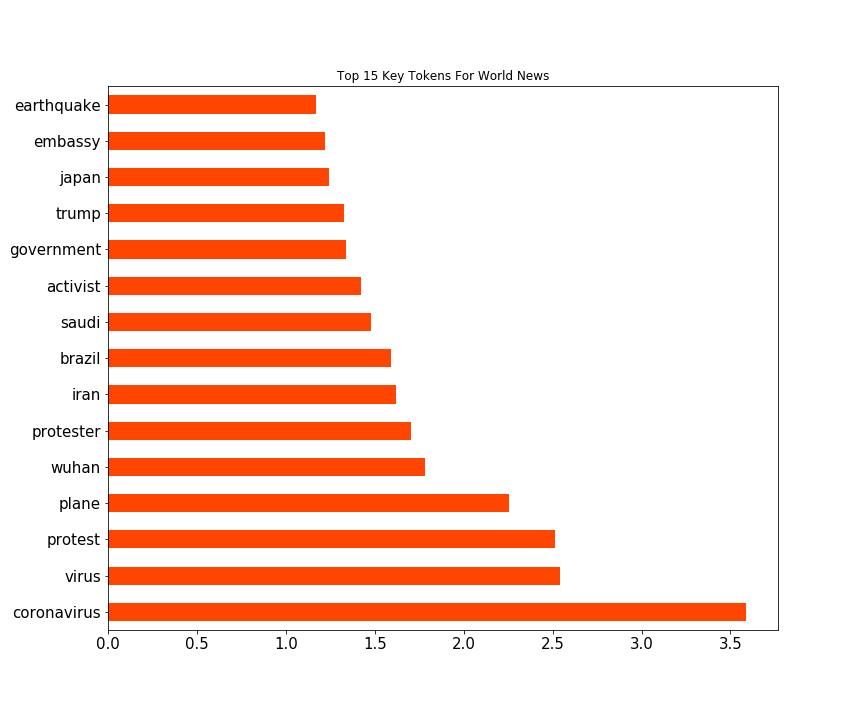 Top 15 Key Tokens For World News
earthquake
embassy
japan
trump
government
activist
saudi
brazil
iran
protester
wuhan
plane
protest
virus
coronavirus
0.0 0.5 1.0 1.5 2.0 2.5 3.0 3.5